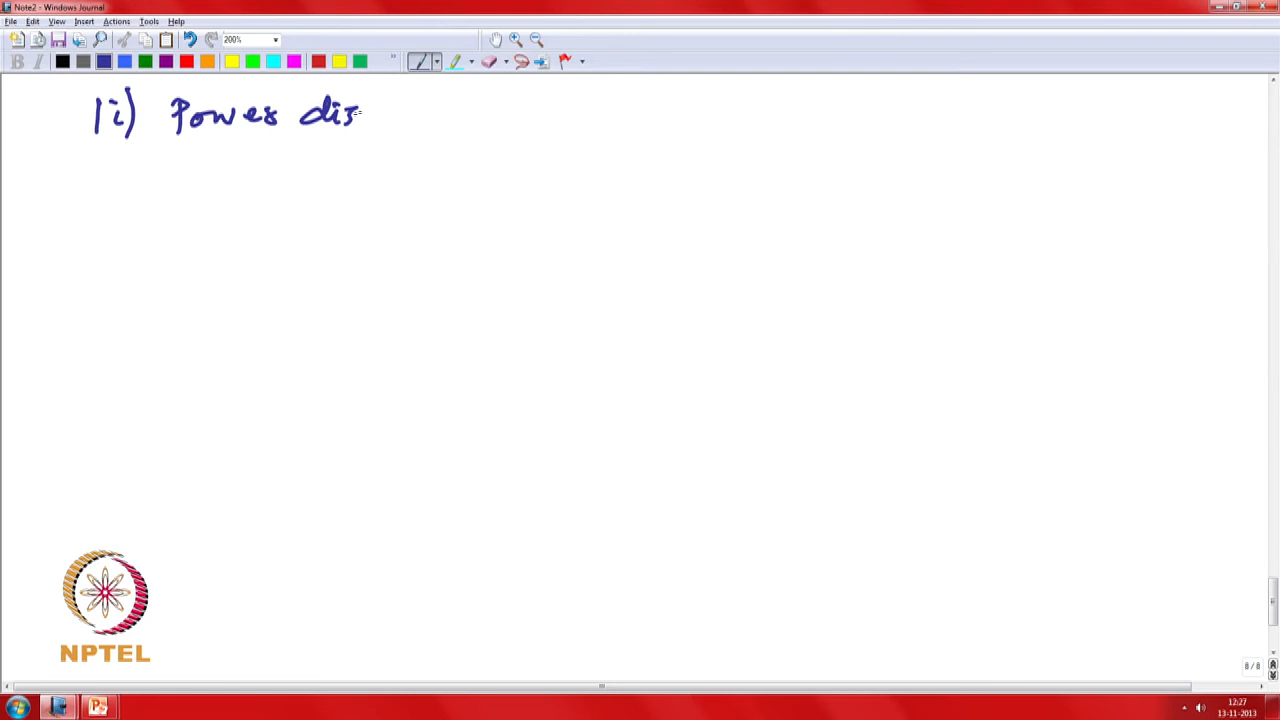 Note2 - Windows Journal
File Edit View Insert Actions Tools Help
200%
B I
ii) Power dis
NPTEL
8 / 8
12:27
13-11-2013